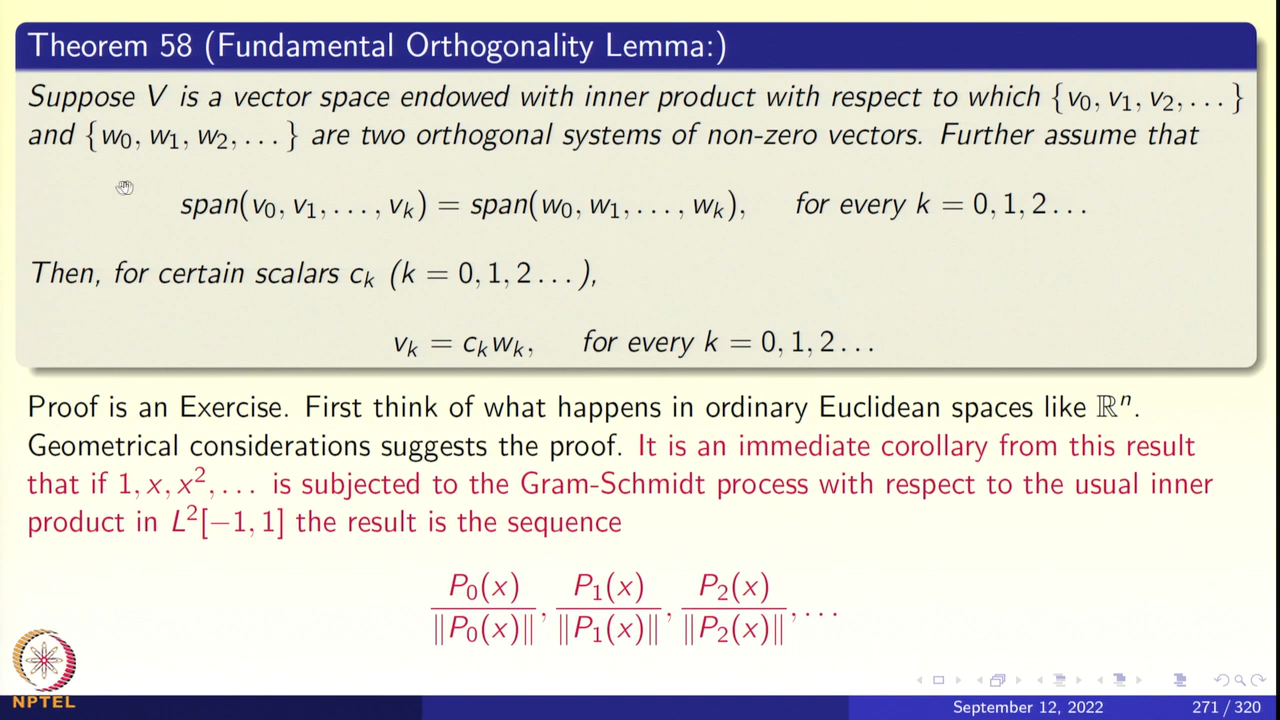 Theorem 58 (Fundamental Orthogonality Lemma:)
Suppose V is a vector space endowed with inner product with respect to which {v₀, v₁, v₂, . . . }
and {w₀, w₁, w₂, . . . } are two orthogonal systems of non-zero vectors. Further assume that
span(v₀, v₁, . . . , vₖ) = span(w₀, w₁, . . . , wₖ), for every k = 0, 1, 2 . . .
Then, for certain scalars cₖ (k = 0, 1, 2 . . . ),
vₖ = cₖwₖ, for every k = 0, 1, 2 . . .
Proof is an Exercise. First think of what happens in ordinary Euclidean spaces like ℝⁿ.
Geometrical considerations suggests the proof. It is an immediate corollary from this result
that if 1, x, x², . . . is subjected to the Gram-Schmidt process with respect to the usual inner
product in L²[−1, 1] the result is the sequence
P₀(x)/‖P₀(x)‖, P₁(x)/‖P₁(x)‖, P₂(x)/‖P₂(x)‖, . . .
NPTEL
September 12, 2022 271 / 320